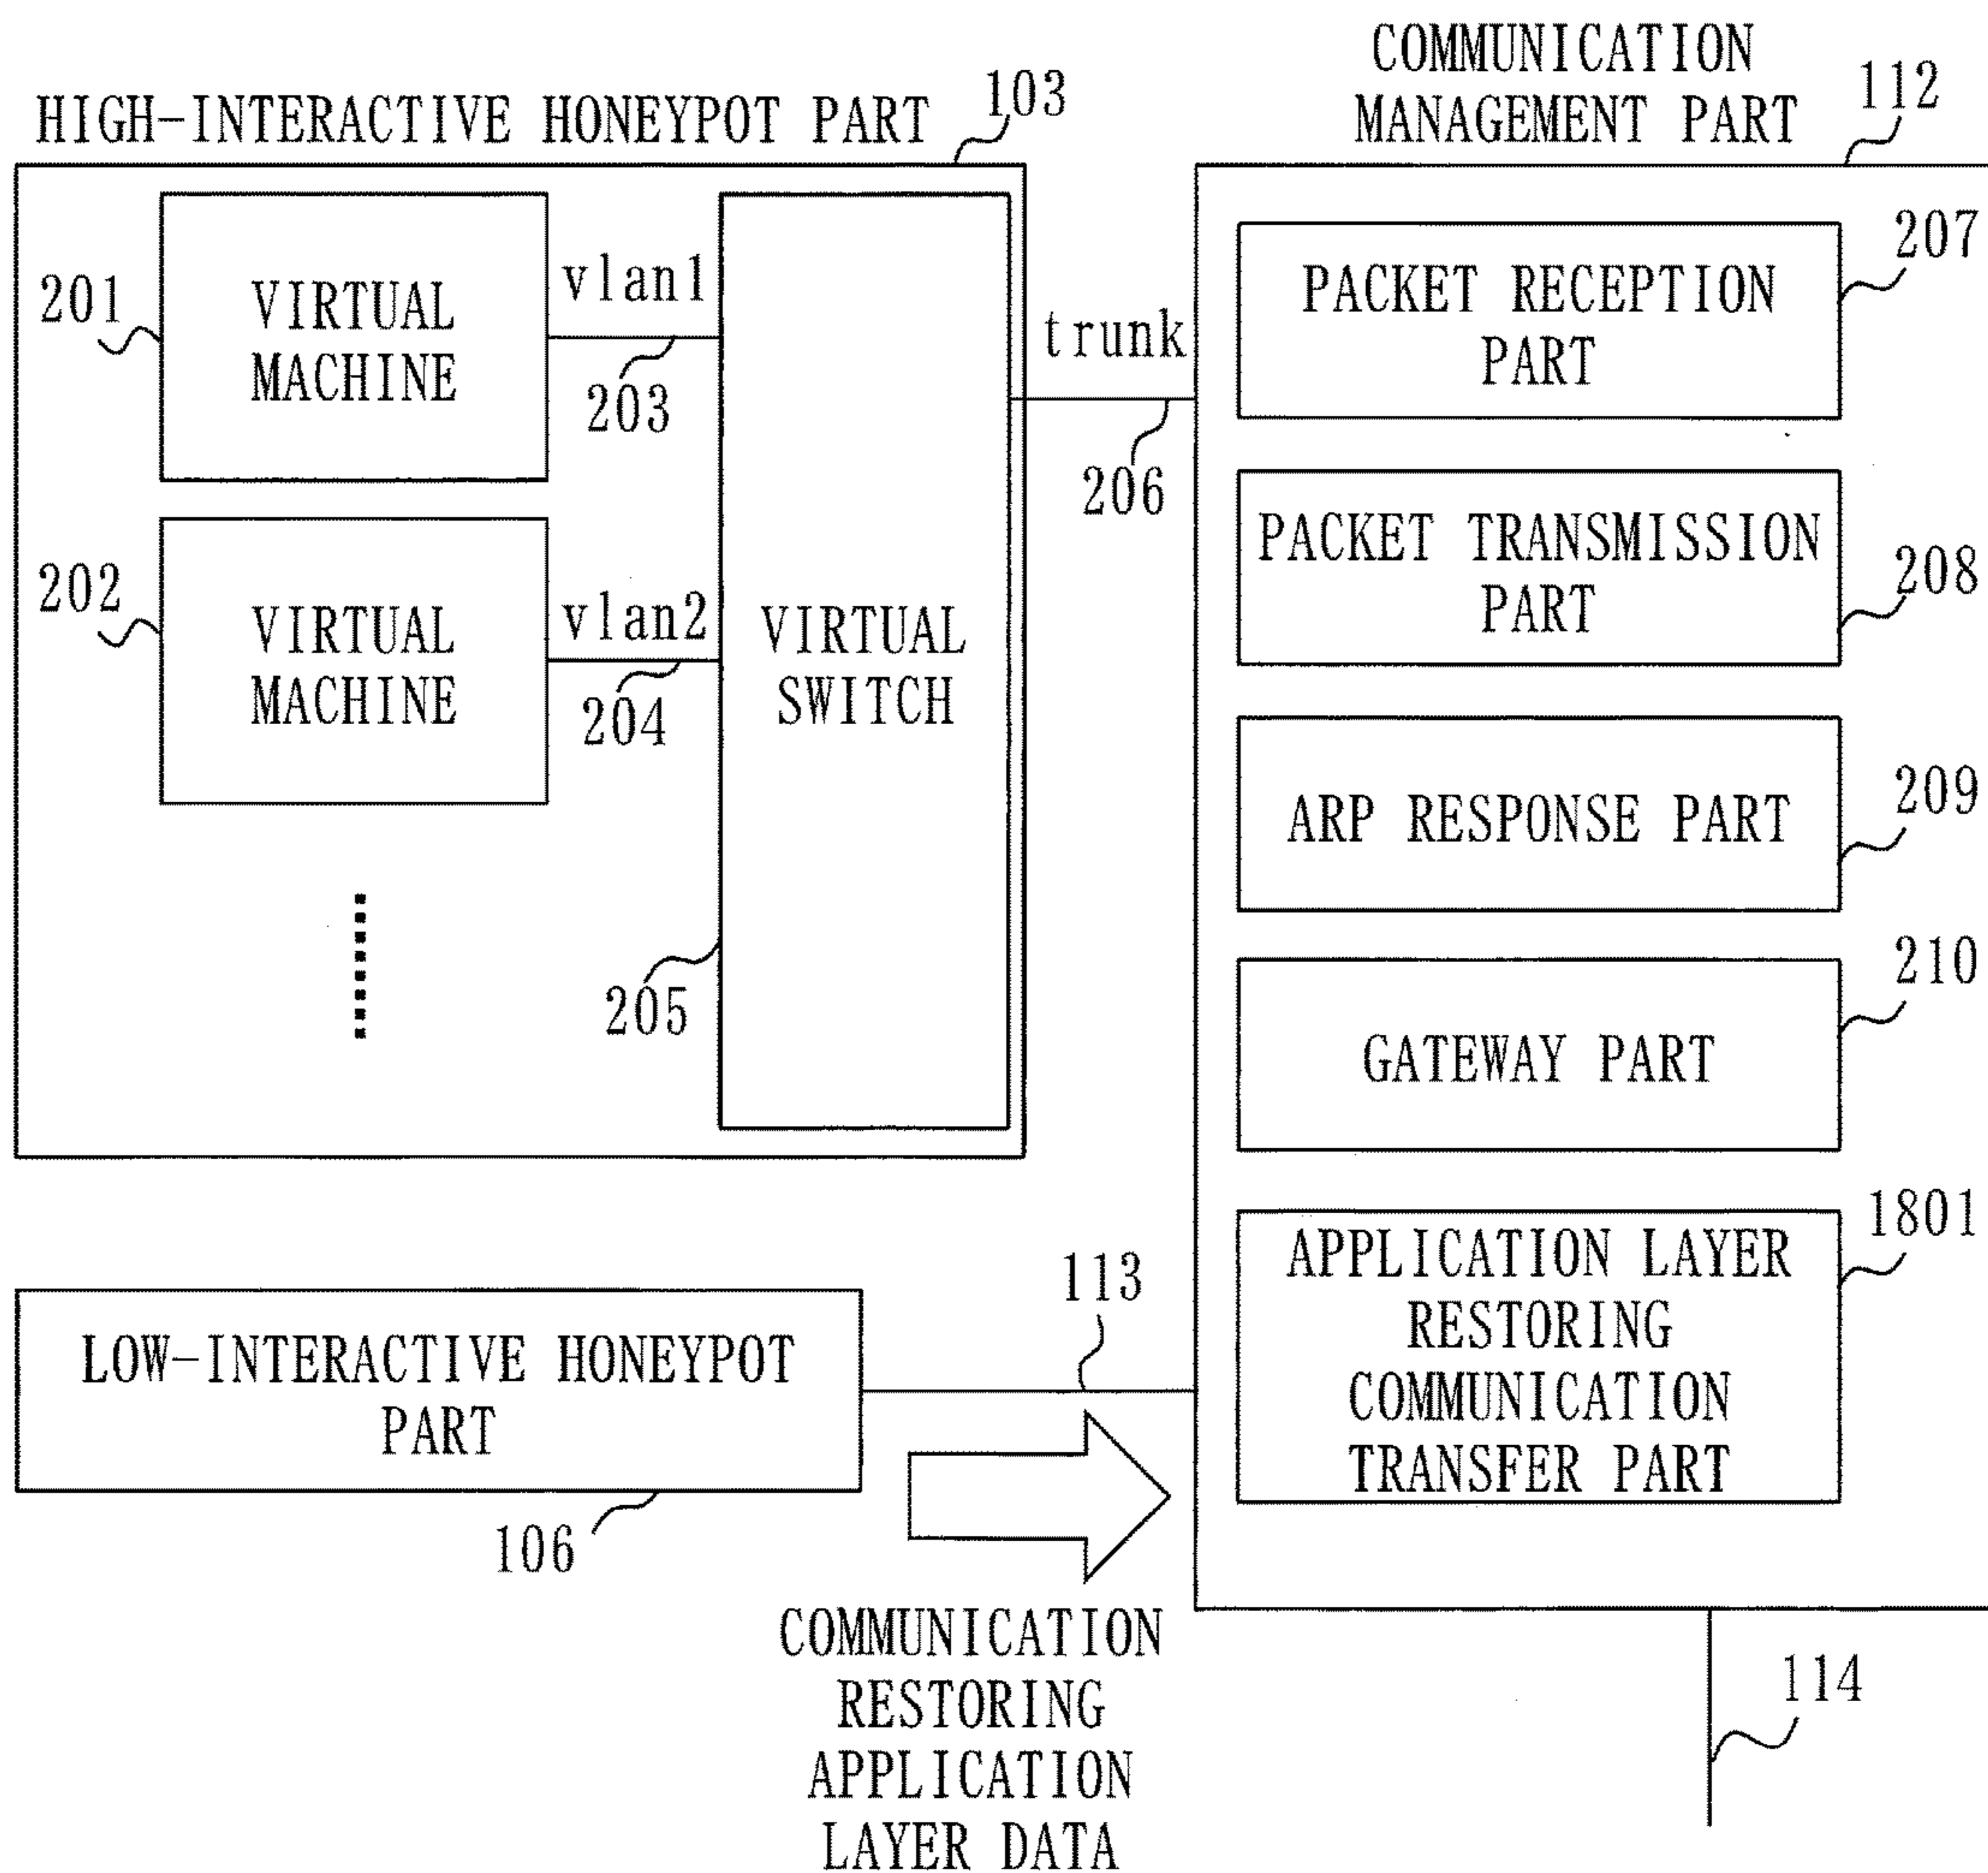 HIGH-INTERACTIVE HONEYPOT PART
103
COMMUNICATION
MANAGEMENT PART
112
201
VIRTUAL
MACHINE
vlan1
203
202
VIRTUAL
MACHINE
vlan2
204
VIRTUAL
SWITCH
205
trunk
206
PACKET RECEPTION
PART
207
PACKET TRANSMISSION
PART
208
ARP RESPONSE PART
209
GATEWAY PART
210
APPLICATION LAYER
RESTORING
COMMUNICATION
TRANSFER PART
1801
LOW-INTERACTIVE HONEYPOT
PART
106
113
COMMUNICATION
RESTORING
APPLICATION
LAYER DATA
114